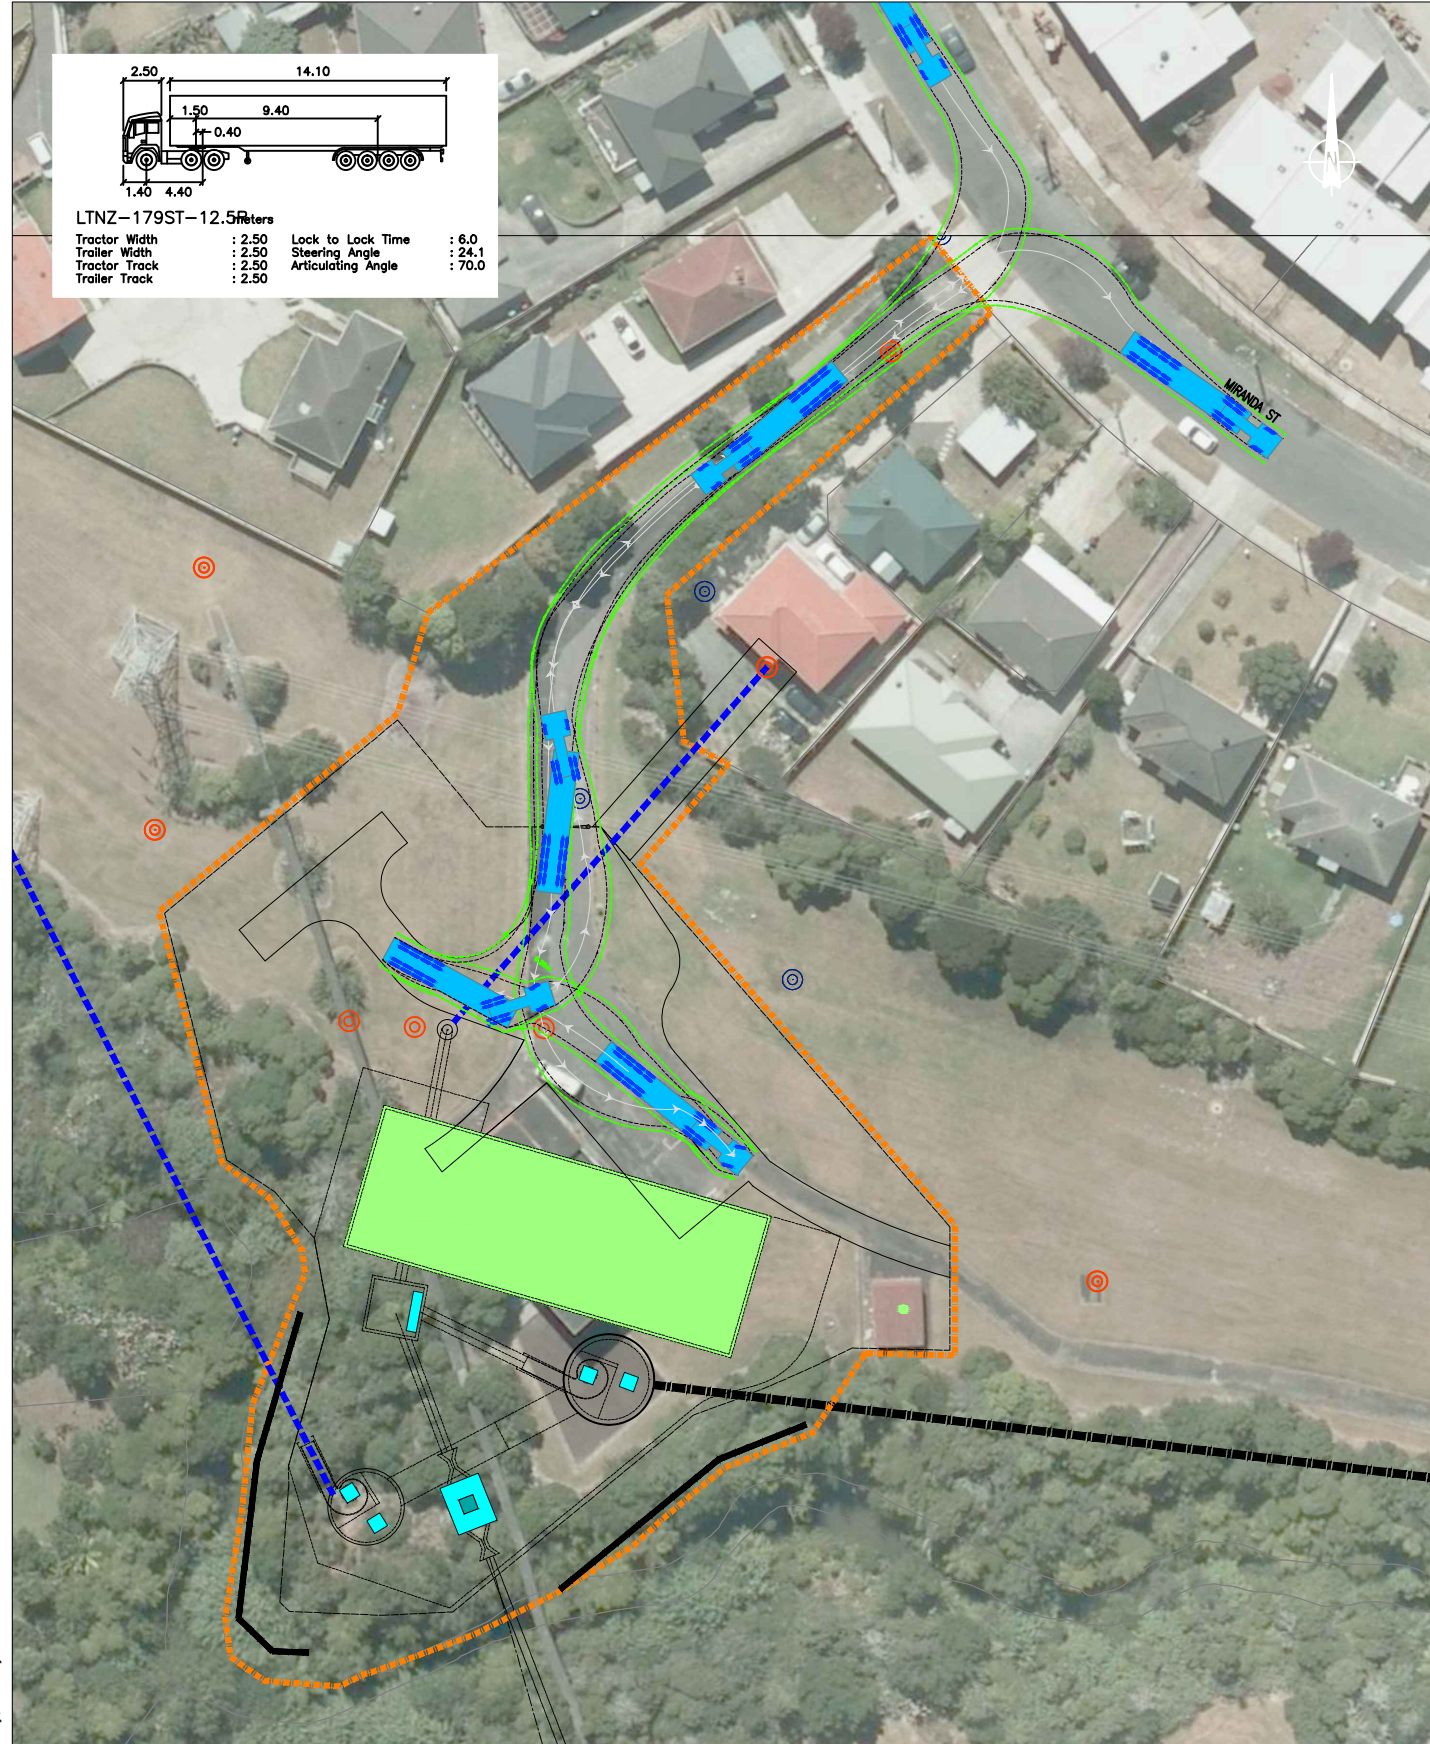 2.50 14.10
1.50 9.40
0.40
1.40 4.40
LTNZ-179ST-12.5R
meters
Tractor Width : 2.50 Lock to Lock Time : 6.0
Trailer Width : 2.50 Steering Angle : 24.1
Tractor Track : 2.50 Articulating Angle : 70.0
Trailer Track : 2.50
N
MIRANDA ST